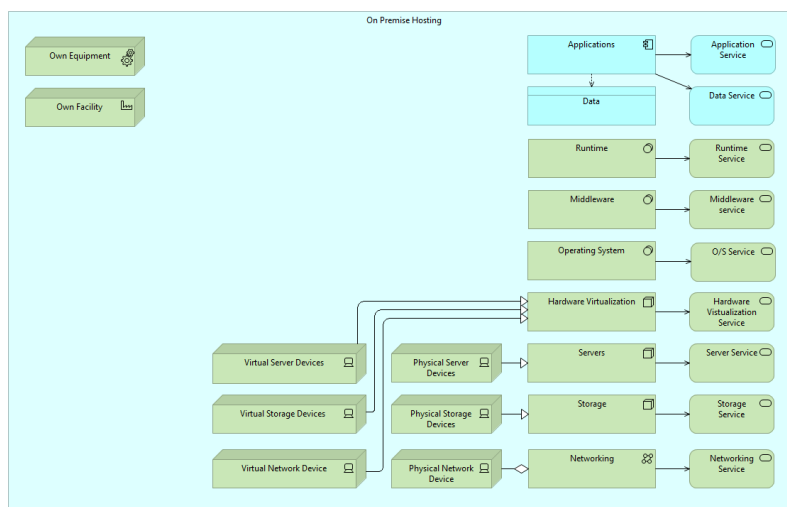 On Premise Hosting
Own Equipment
Applications
Application
Service
Own Facility
Data
Data Service
Runtime
Runtime
Service
Middleware
Middleware
service
Operating System
O/S Service
Hardware Virtualization
Hardware
Vistualization
Service
Virtual Server Devices
Physical Server
Devices
Servers
Server Service
Virtual Storage Devices
Physical Storage
Devices
Storage
Storage
Service
Virtual Network Device
Physical Network
Device
Networking
Networking
Service